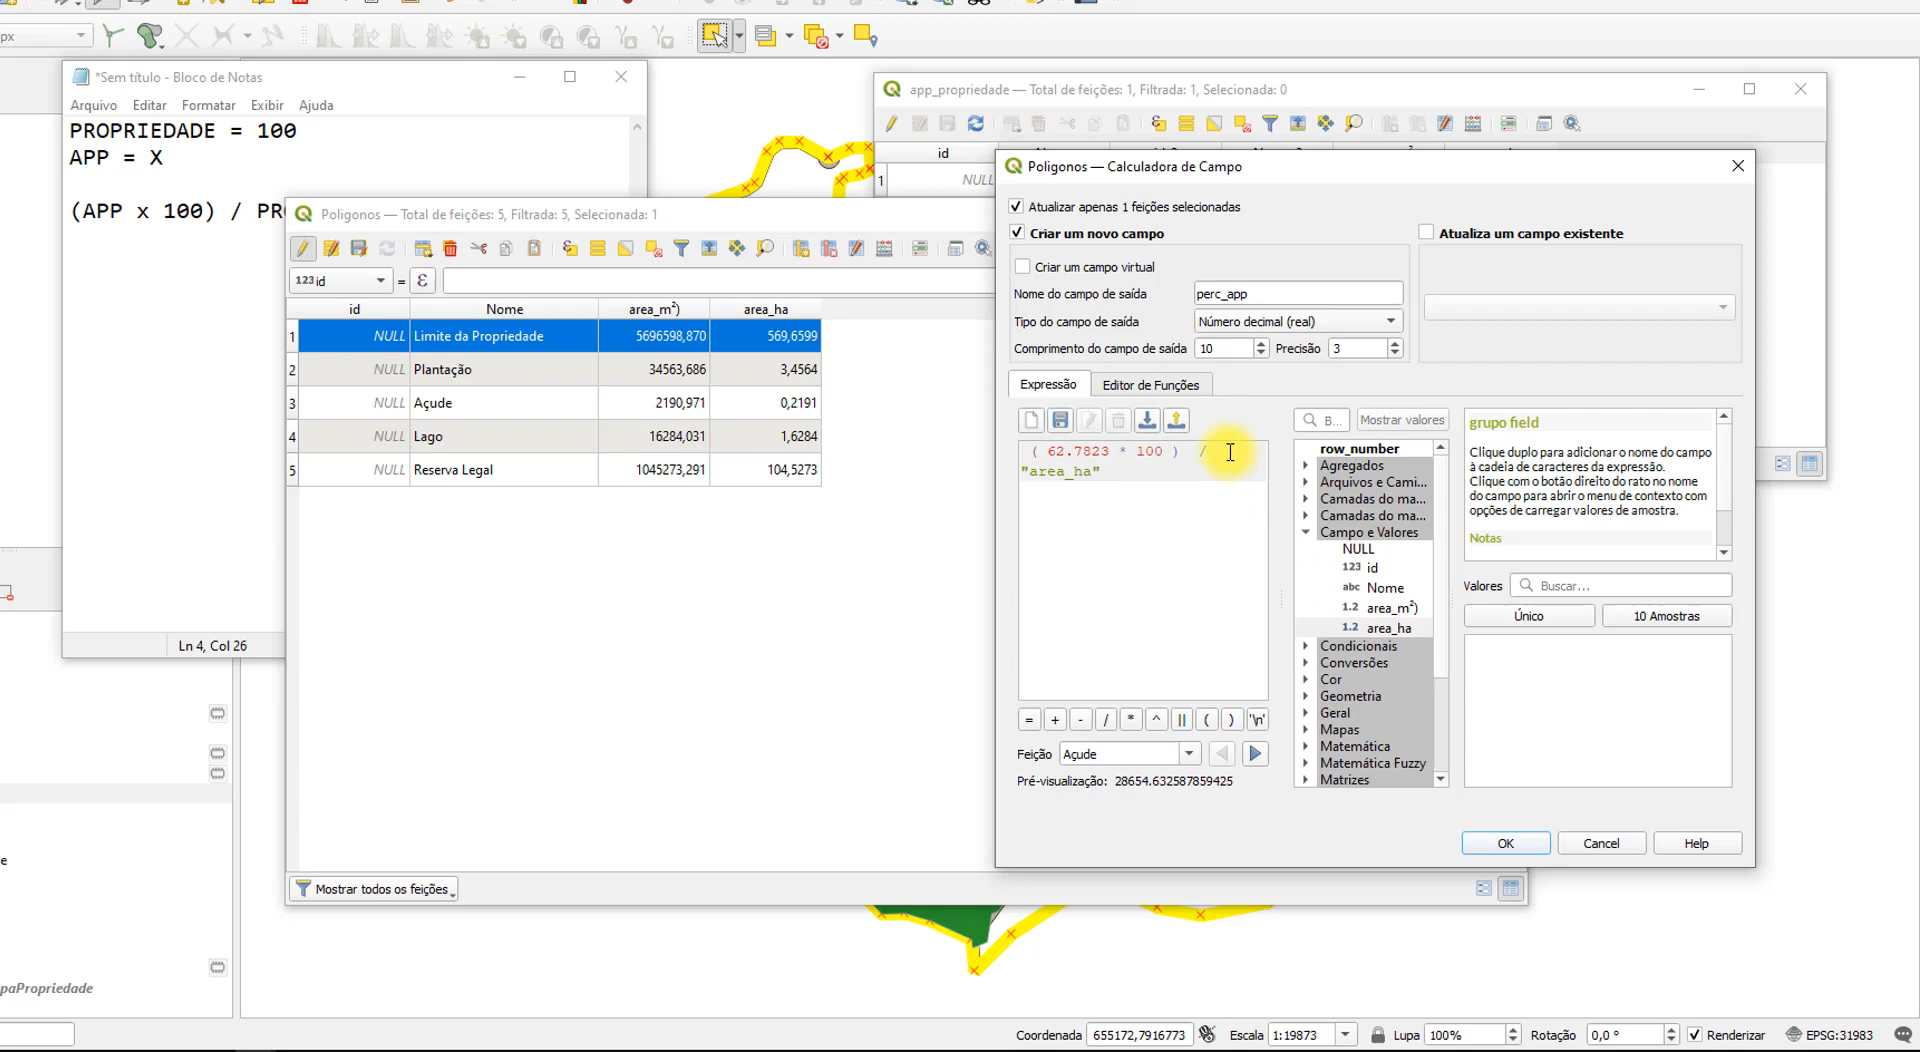 px
*Sem título - Bloco de Notas
Arquivo Editar Formatar Exibir Ajuda
PROPRIEDADE = 100
APP = X
(APP x 100) / PR
Ln 4, Col 26
app_propriedade — Total de feições: 1, Filtrada: 1, Selecionada: 0
id
1 NULL
Poligonos — Total de feições: 5, Filtrada: 5, Selecionada: 1
123 id = ε
id Nome area_m²) area_ha
1 NULL Limite da Propriedade 5696598,870 569,6599
2 NULL Plantação 34563,686 3,4564
3 NULL Açude 2190,971 0,2191
4 NULL Lago 16284,031 1,6284
5 NULL Reserva Legal 1045273,291 104,5273
Mostrar todos os feições
Poligonos — Calculadora de Campo
Atualizar apenas 1 feições selecionadas
Criar um novo campo
Atualiza um campo existente
Criar um campo virtual
Nome do campo de saída perc_app
Tipo do campo de saída Número decimal (real)
Comprimento do campo de saída 10 Precisão 3
Expressão Editor de Funções
( 62.7823 * 100 ) /
"area_ha"
= + - / * ^ || ( ) '\n'
Feição Açude
Pré-visualização: 28654.632587859425
B... Mostrar valores
row_number
Agregados
Arquivos e Cami...
Camadas do ma...
Camadas do ma...
Campo e Valores
NULL
123 id
abc Nome
1.2 area_m²)
1.2 area_ha
Condicionais
Conversões
Cor
Geometria
Geral
Mapas
Matemática
Matemática Fuzzy
Matrizes
grupo field
Clique duplo para adicionar o nome do campo
à cadeia de caracteres da expressão.
Clique com o botão direito do rato no nome
do campo para abrir o menu de contexto com
opções de carregar valores de amostra.
Notas
Valores Buscar...
Único 10 Amostras
OK Cancel Help
e
paPropriedade
Coordenada 655172,7916773 Escala 1:19873 Lupa 100% Rotação 0,0 ° Renderizar EPSG:31983